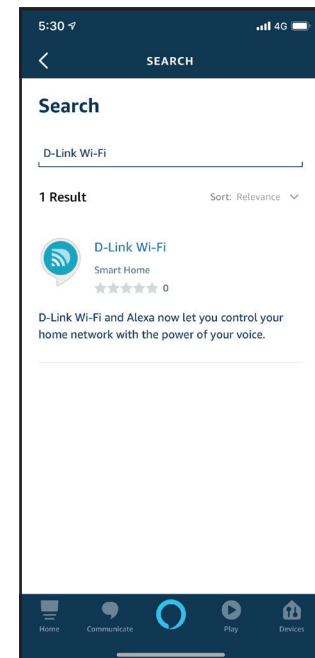 5:30 4G
SEARCH
Search
D-Link Wi-Fi
1 Result Sort: Relevance
D-Link Wi-Fi
Smart Home
0
D-Link Wi-Fi and Alexa now let you control your
home network with the power of your voice.
Home Communicate Play Devices